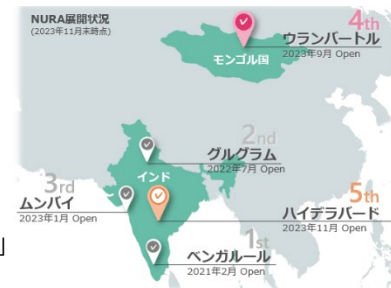 NURA展開状況
(2023年11月末時点)
4th
ウランバートル
2023年9月 Open
モンゴル国
2nd
グルグラム
2022年7月 Open
インド
3rd
ムンバイ
2023年1月 Open
5th
ハイデラバード
2023年11月 Open
1st
ベンガルール
2021年2月 Open
」